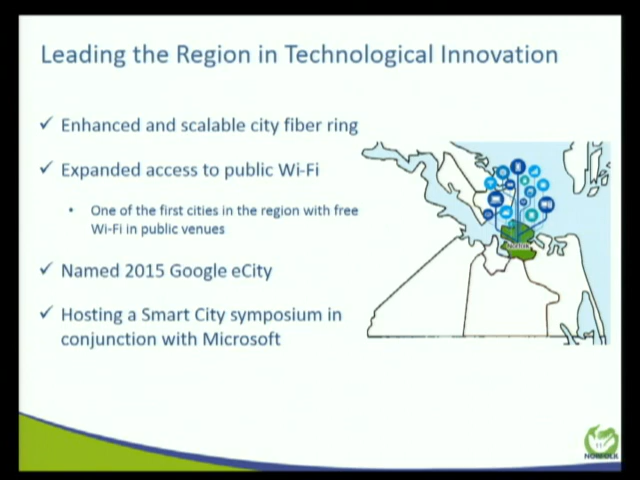 Leading the Region in Technological Innovation
✓ Enhanced and scalable city fiber ring
✓ Expanded access to public Wi-Fi
• One of the first cities in the region with free
Wi-Fi in public venues
✓ Named 2015 Google eCity
✓ Hosting a Smart City symposium in
conjunction with Microsoft
NORFOLK